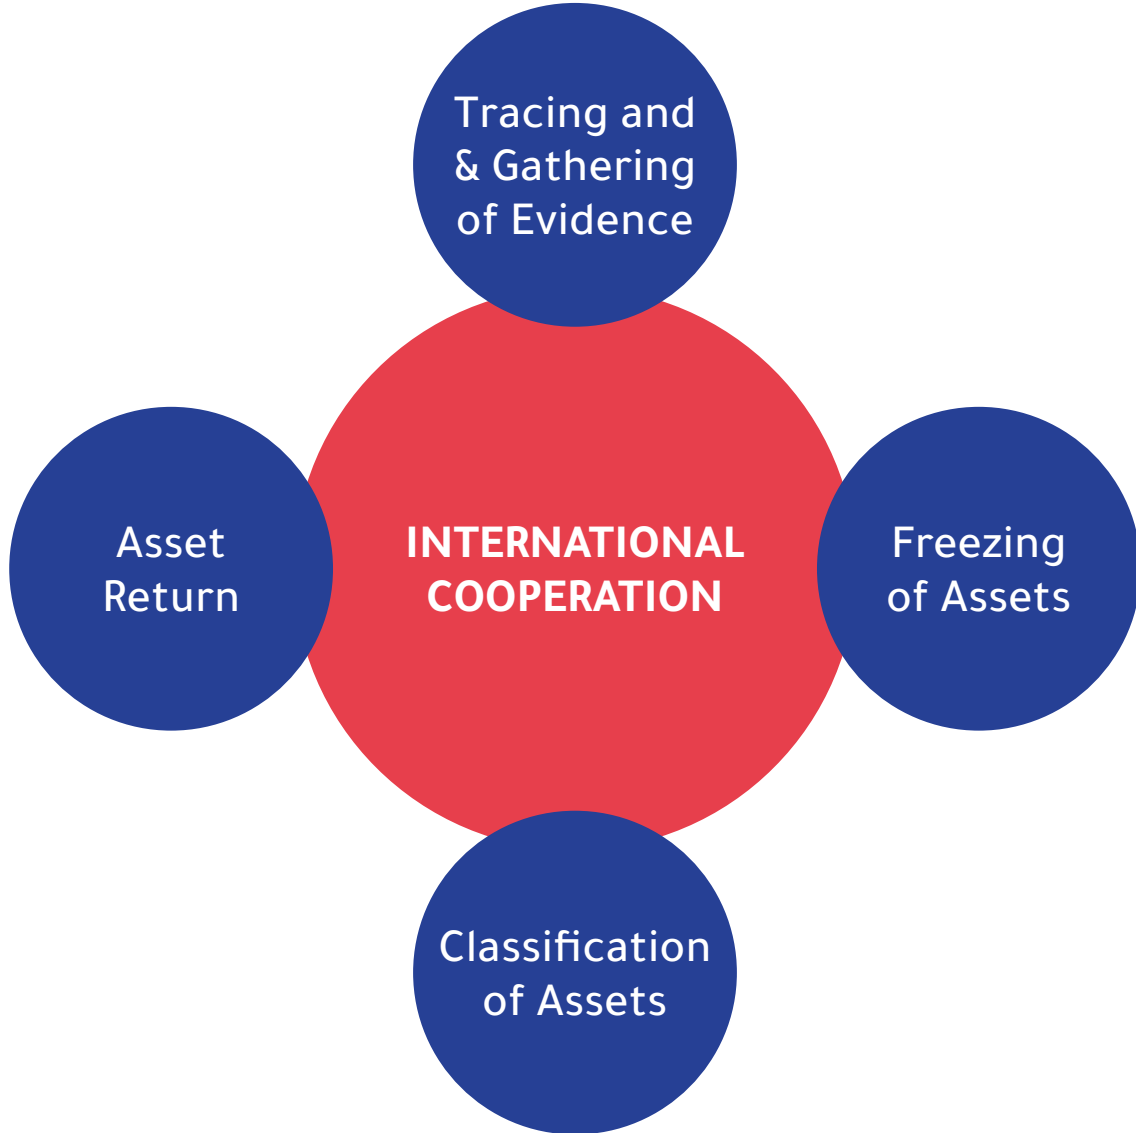 Tracing and
& Gathering
of Evidence
Asset
Return
INTERNATIONAL
COOPERATION
Freezing
of Assets
Classification
of Assets